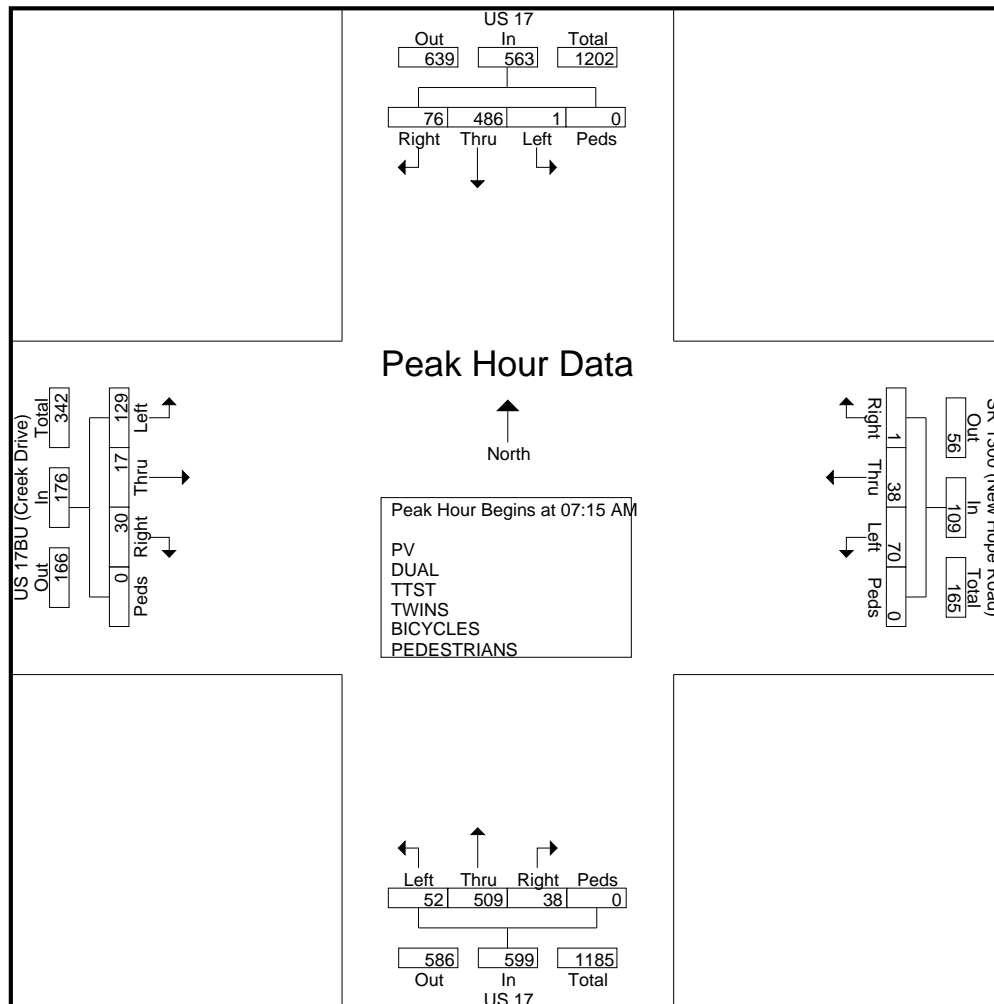 US 17
Out In Total
639 563 1202
76 486 1 0
Right Thru Left Peds
Peak Hour Data
North
Peak Hour Begins at 07:15 AM
PV
DUAL
TTST
TWINS
BICYCLES
PEDESTRIANS
US 17BU (Creek Drive)
Out In Total
166 176 342
0 30 17 129
Peds Right Thru Left
(New Hope Road)
Out In Total
56 109 165
1 38 70 0
Right Thru Left Peds
Left Thru Right Peds
52 509 38 0
586 599 1185
Out In Total
US 17